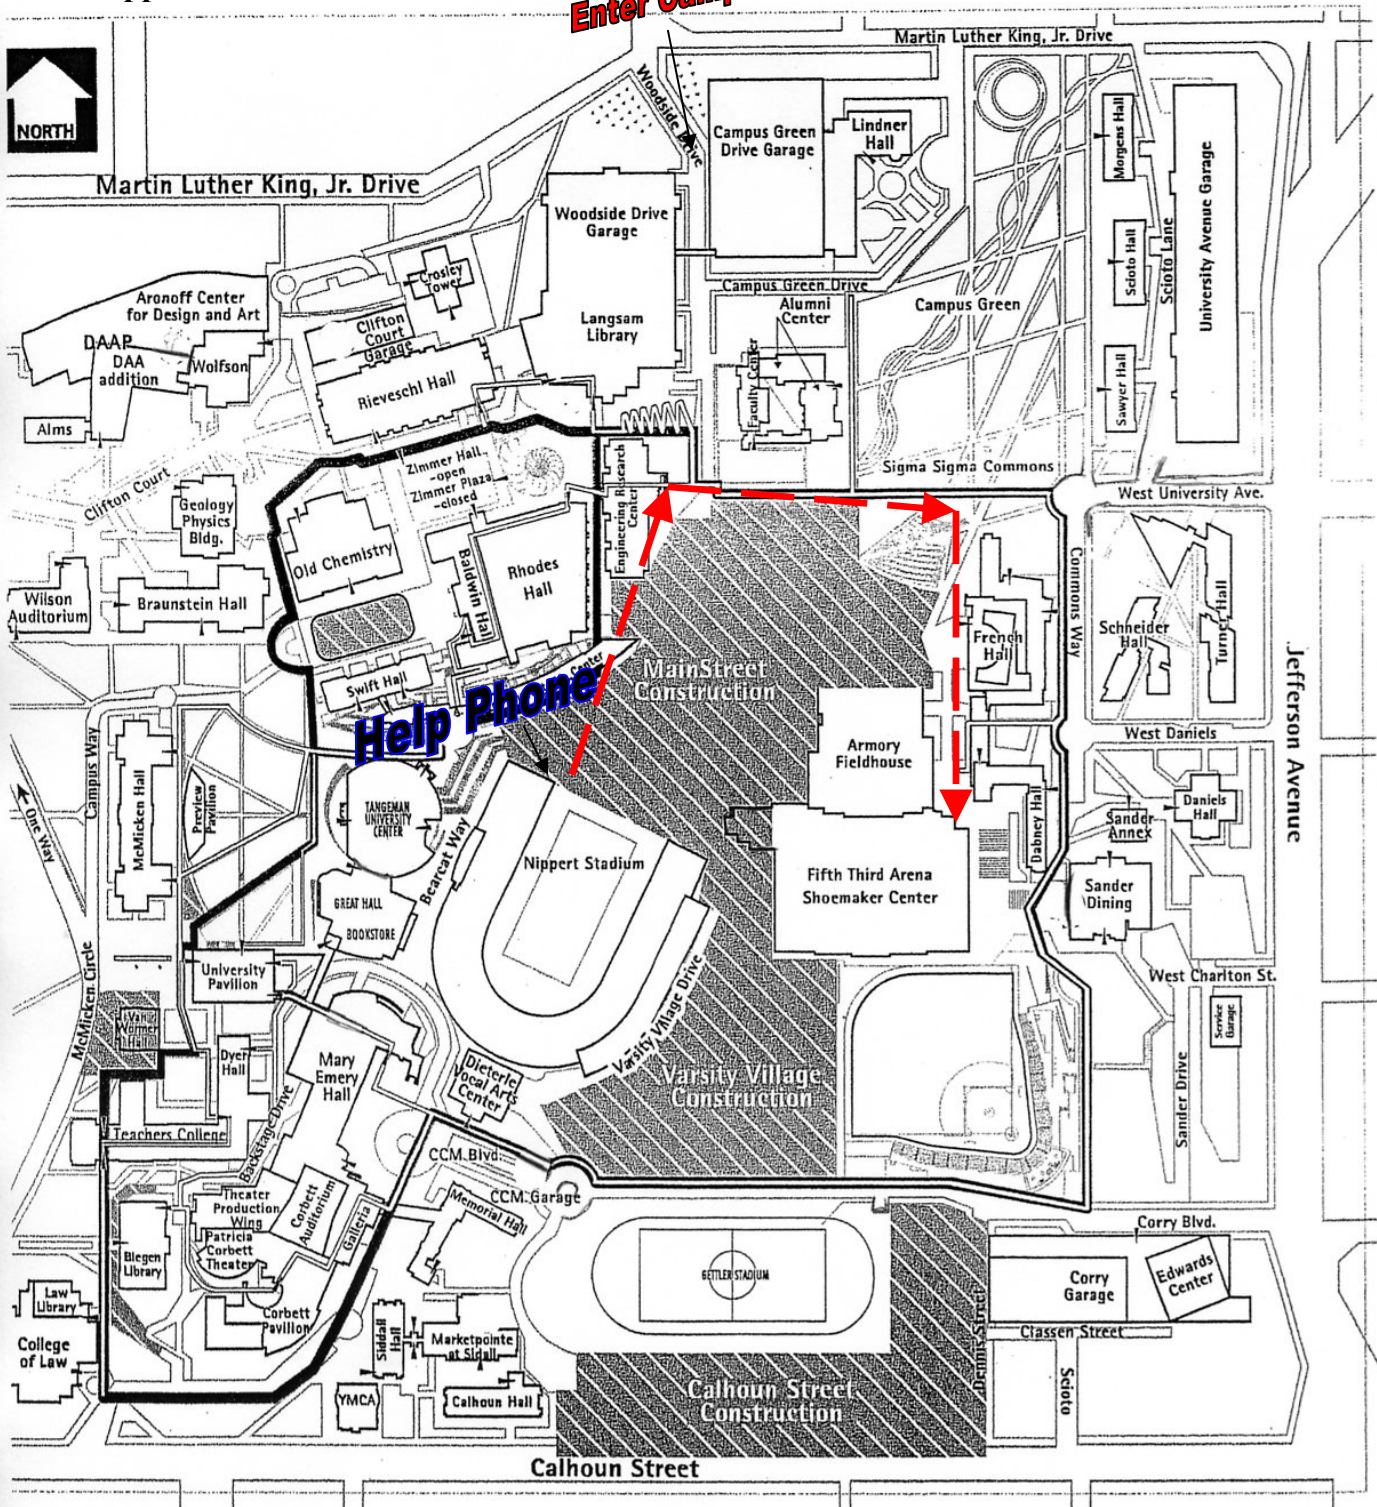 Enter
NORTH
Martin Luther King, Jr. Drive
Martin Luther King, Jr. Drive
Woodside Drive
Campus Green
Drive Garage
Lindner
Hall
Morgens Hall
Scioto Hall
Sawyer Hall
Scioto Lane
University Avenue Garage
Woodside Drive
Garage
Langsam
Library
Campus Green Drive
Alumni
Center
Faculty Center
Campus Green
Crosley
Tower
Clifton
Court
Garage
Rieveschl Hall
Aronoff Center
for Design and Art
DAAP
DAA
addition
Wolfson
Alms
Clifton Court
Zimmer Hall
-open
Zimmer Plaza
-closed
Engineering Research
Center
Sigma Sigma Commons
West University Ave.
Geology
Physics
Bldg.
Old Chemistry
Baldwin Hall
Rhodes
Hall
Wilson
Auditorium
Braunstein Hall
Swift Hall
Center
Help Phone
MainStreet
Construction
French
Hall
Commons Way
Schneider
Hall
Turner Hall
Jefferson Avenue
West Daniels
Armory
Fieldhouse
Dabney Hall
Sander
Annex
Daniels
Hall
Sander
Dining
Campus Way
One Way
McMicken Hall
Preview
Pavilion
TANGEMAN
UNIVERSITY
CENTER
Bearcat Way
Nippert Stadium
Fifth Third Arena
Shoemaker Center
GREAT HALL
BOOKSTORE
McMicken Circle
University
Pavilion
Varsity Village Drive
West Charlton St.
Service
Garage
Sander Drive
Van
Wormer
Hall
Dyer
Hall
Mary
Emery
Hall
Dieterle
Vocal Arts
Center
Varsity Village
Construction
Teachers College
Backstage Drive
CCM Blvd.
CCM Garage
Memorial Hall
Theater
Production
Wing
Corbett
Auditorium
Galleria
Patricia
Corbett
Theater
Blegen
Library
Corbett
Pavilion
GETTLER STADIUM
Corry Blvd.
Corry
Garage
Edwards
Center
Law
Library
College
of Law
Siddall
Hall
Marketpointe
at Sidall
YMCA
Calhoun Hall
Dennis Street
Classen Street
Scioto
Calhoun Street
Construction
Calhoun Street